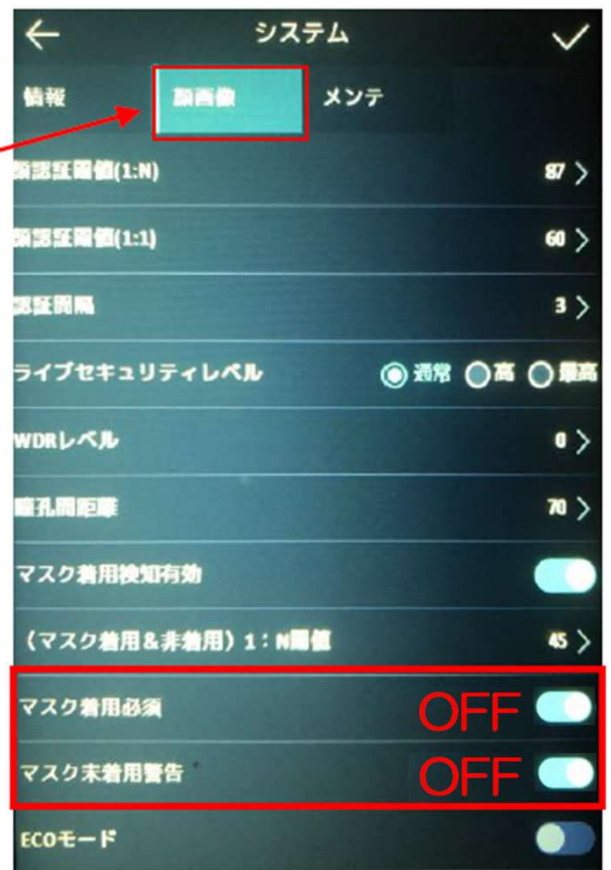 システム
情報 顔画像 メンテ
顔認証閾値(1:N) 87
顔認証閾値(1:1) 60
認証間隔 3
ライブセキュリティレベル 通常 高 最高
WDRレベル 0
瞳孔間距離 70
マスク着用検知有効
(マスク着用&非着用)1:N閾値 45
マスク着用必須 OFF
マスク未着用警告 OFF
ECOモード